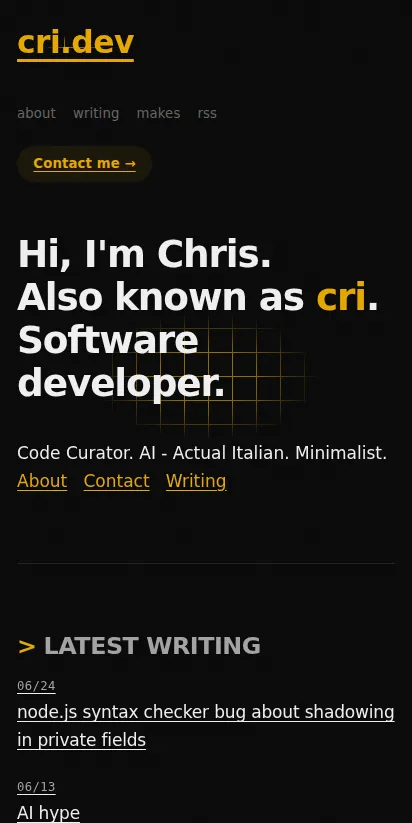 cri.dev
about writing makes rss
Contact me →
Hi, I'm Chris.
Also known as cri.
Software
developer.
Code Curator. AI - Actual Italian. Minimalist.
About Contact Writing
> LATEST WRITING
06/24
node.js syntax checker bug about shadowing
in private fields
06/13
AI hype